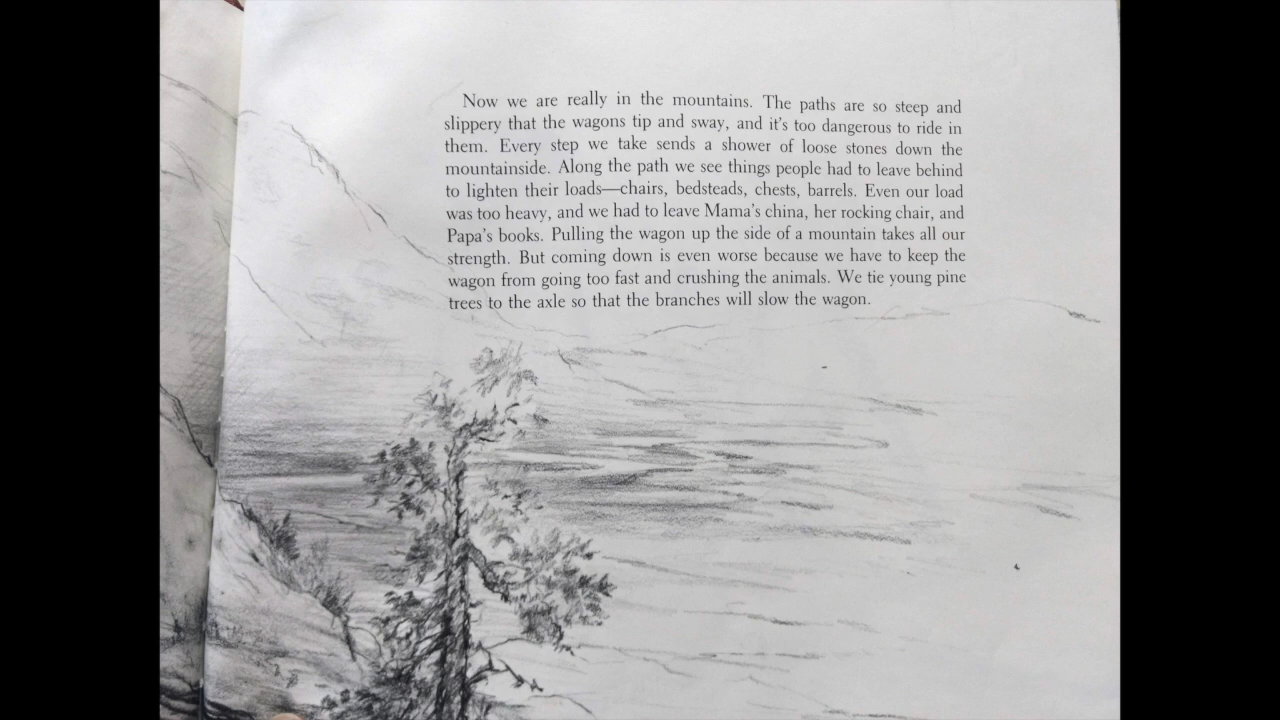 Now we are really in the mountains. The paths are so steep and
slippery that the wagons tip and sway, and it's too dangerous to ride in
them. Every step we take sends a shower of loose stones down the
mountainside. Along the path we see things people had to leave behind
to lighten their loads—chairs, bedsteads, chests, barrels. Even our load
was too heavy, and we had to leave Mama's china, her rocking chair, and
Papa's books. Pulling the wagon up the side of a mountain takes all our
strength. But coming down is even worse because we have to keep the
wagon from going too fast and crushing the animals. We tie young pine
trees to the axle so that the branches will slow the wagon.